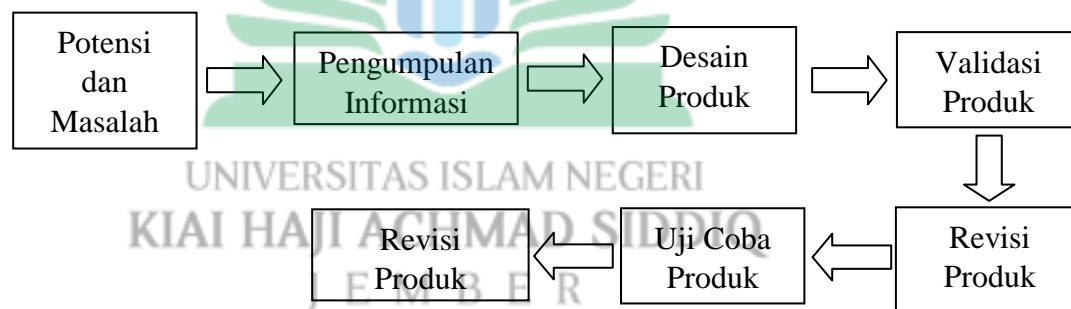 Potensi
dan
Masalah
Pengumpulan
Informasi
Desain
Produk
Validasi
Produk
UNIVERSITAS ISLAM NEGERI
KIAI HAJI ACHMAD SIDDIQ
JEMBER
Revisi
Produk
Uji Coba
Produk
Revisi
Produk